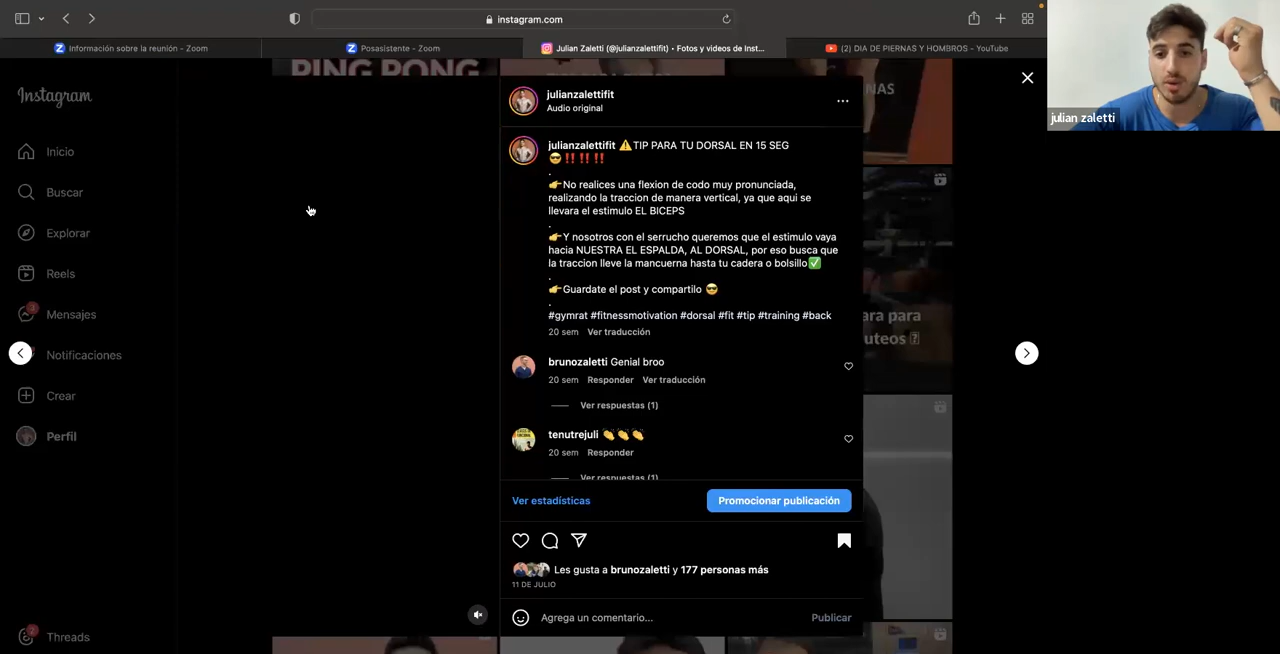 instagram.com
Información sobre la reunión - Zoom
Posasistente - Zoom
Julian Zaletti (@julianzalettifit) • Fotos y videos de Inst...
(2) DIA DE PIERNAS Y HOMBROS - YouTube
julian zaletti
PING PONG
NAS
Instagram
Inicio
Buscar
Explorar
Reels
3
Mensajes
Notificaciones
Crear
Perfil
2
Threads
julianzalettifit
Audio original
julianzalettifit ⚠️TIP PARA TU DORSAL EN 15 SEG
😎‼️‼️‼️‼️
.
👉No realices una flexion de codo muy pronunciada,
realizando la traccion de manera vertical, ya que aqui se
llevara el estimulo EL BICEPS
.
👉Y nosotros con el serrucho queremos que el estimulo vaya
hacia NUESTRA EL ESPALDA, AL DORSAL, por eso busca que
la traccion lleve la mancuerna hasta tu cadera o bolsillo✅
.
👉Guardate el post y compartilo 😎
.
#gymrat #fitnessmotivation #dorsal #fit #tip #training #back
20 sem Ver traducción
brunozaletti Genial broo
20 sem Responder Ver traducción
Ver respuestas (1)
tenutrejuli 👏👏👏
20 sem Responder
Ver respuestas (1)
Ver estadísticas
Promocionar publicación
Les gusta a brunozaletti y 177 personas más
11 DE JULIO
Agrega un comentario...
Publicar
ara para
uteos